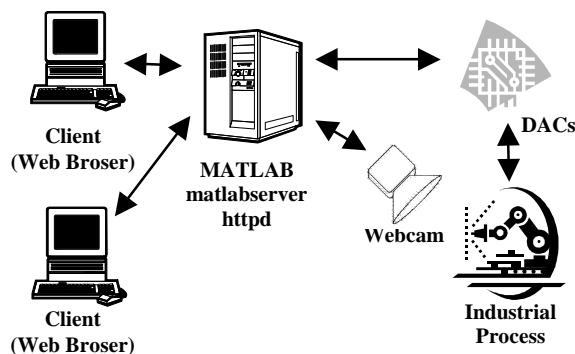 Client
(Web Broser)
MATLAB
matlabserver
httpd
DACs
Webcam
Client
(Web Broser)
Industrial
Process